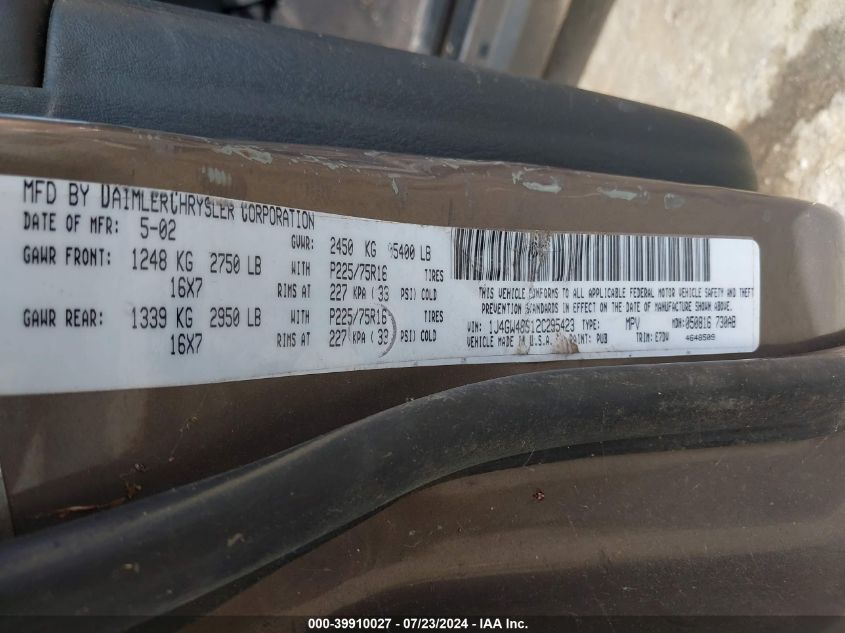 MFD BY DAIMLERCHRYSLER CORPORATION
DATE OF MFR: 5-02 GVWR: 2450 KG 5400 LB
GAWR FRONT: 1248 KG 2750 LB WITH P225/75R16 TIRES
16X7 RIMS AT 227 KPA (33 PSI) COLD
GAWR REAR: 1339 KG 2950 LB WITH P225/75R16 TIRES
16X7 RIMS AT 227 KPA (33 PSI) COLD
THIS VEHICLE CONFORMS TO ALL APPLICABLE FEDERAL MOTOR VEHICLE SAFETY AND THEFT
PREVENTION STANDARDS IN EFFECT ON THE DATE OF MANUFACTURE SHOWN ABOVE.
VIN: 1J4GW48S12C295423 TYPE: MPV MDH: 050816 730AB
VEHICLE MADE IN U.S.A. PAINT: PUB TRIM: E7DV 4648509
000-39910027 / 07/23/2024 - IAA Inc.